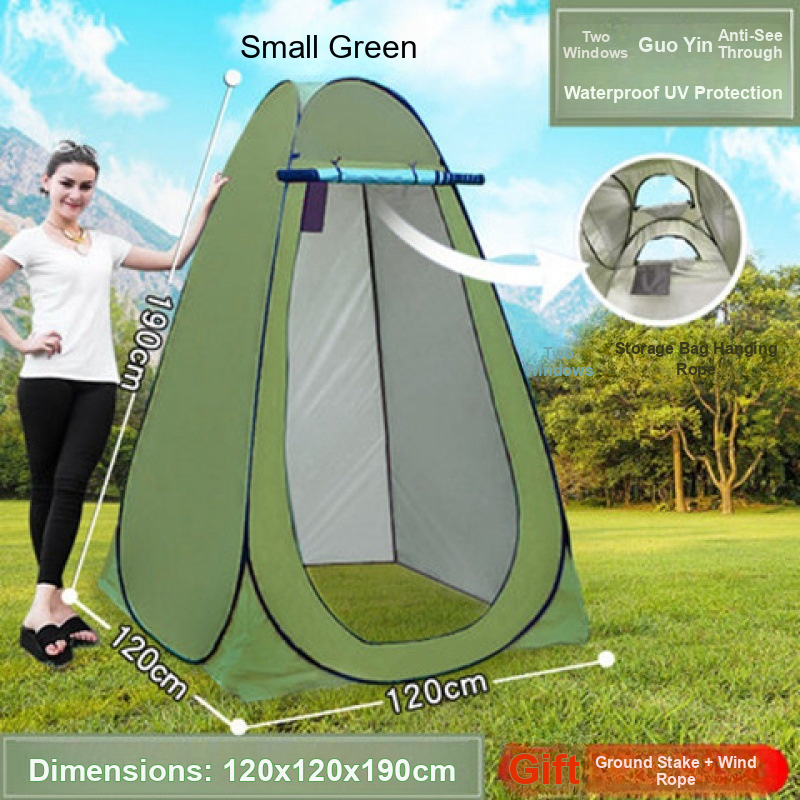 Small Green
Two
Windows
Guo Yin
Anti-See
Through
Waterproof UV Protection
190cm
Two
Windows
Storage Bag Hanging
Rope
120cm
120cm
Dimensions: 120x120x190cm
Gift
Ground Stake + Wind
Rope